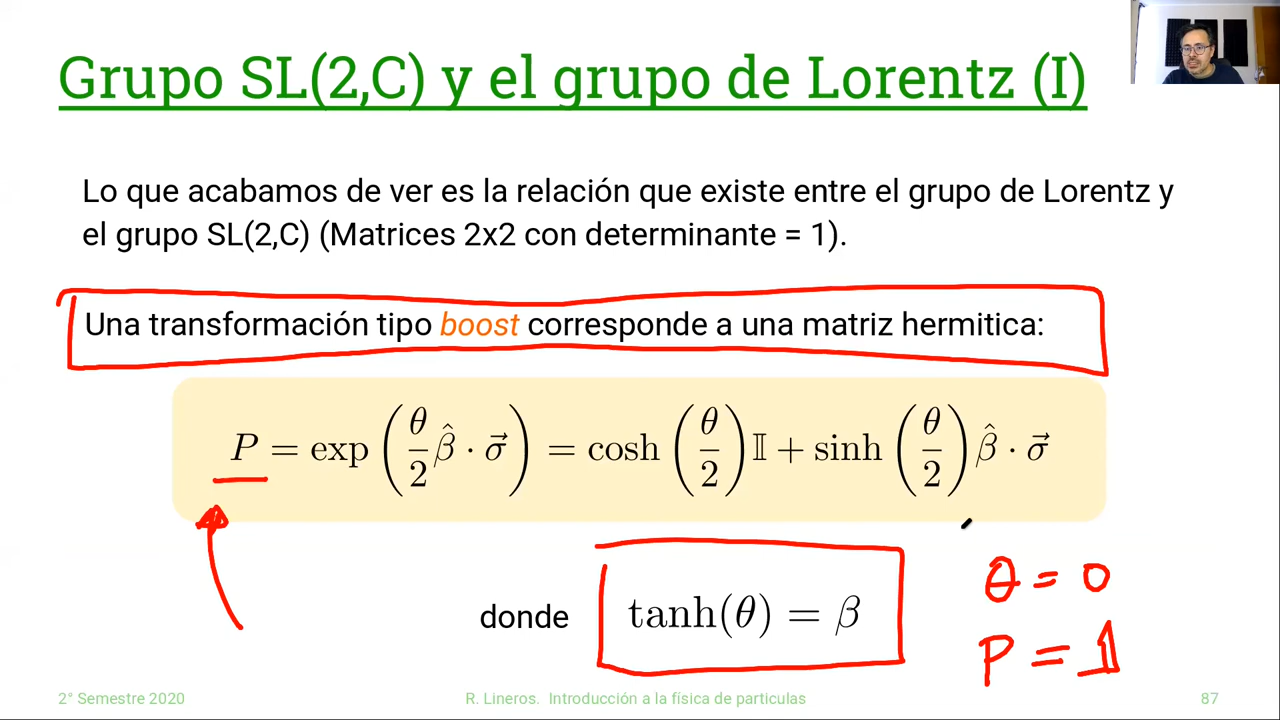 Grupo SL(2,C) y el grupo de Lorentz (I)
Lo que acabamos de ver es la relación que existe entre el grupo de Lorentz y
el grupo SL(2,C) (Matrices 2x2 con determinante = 1).
Una transformación tipo boost corresponde a una matriz hermitica:
P = exp(θ/2 β̂ · σ⃗) = cosh(θ/2) 𝕀 + sinh(θ/2) β̂ · σ⃗
donde tanh(θ) = β
θ = 0
P = 𝟙
2° Semestre 2020 R. Lineros. Introducción a la física de particulas 87